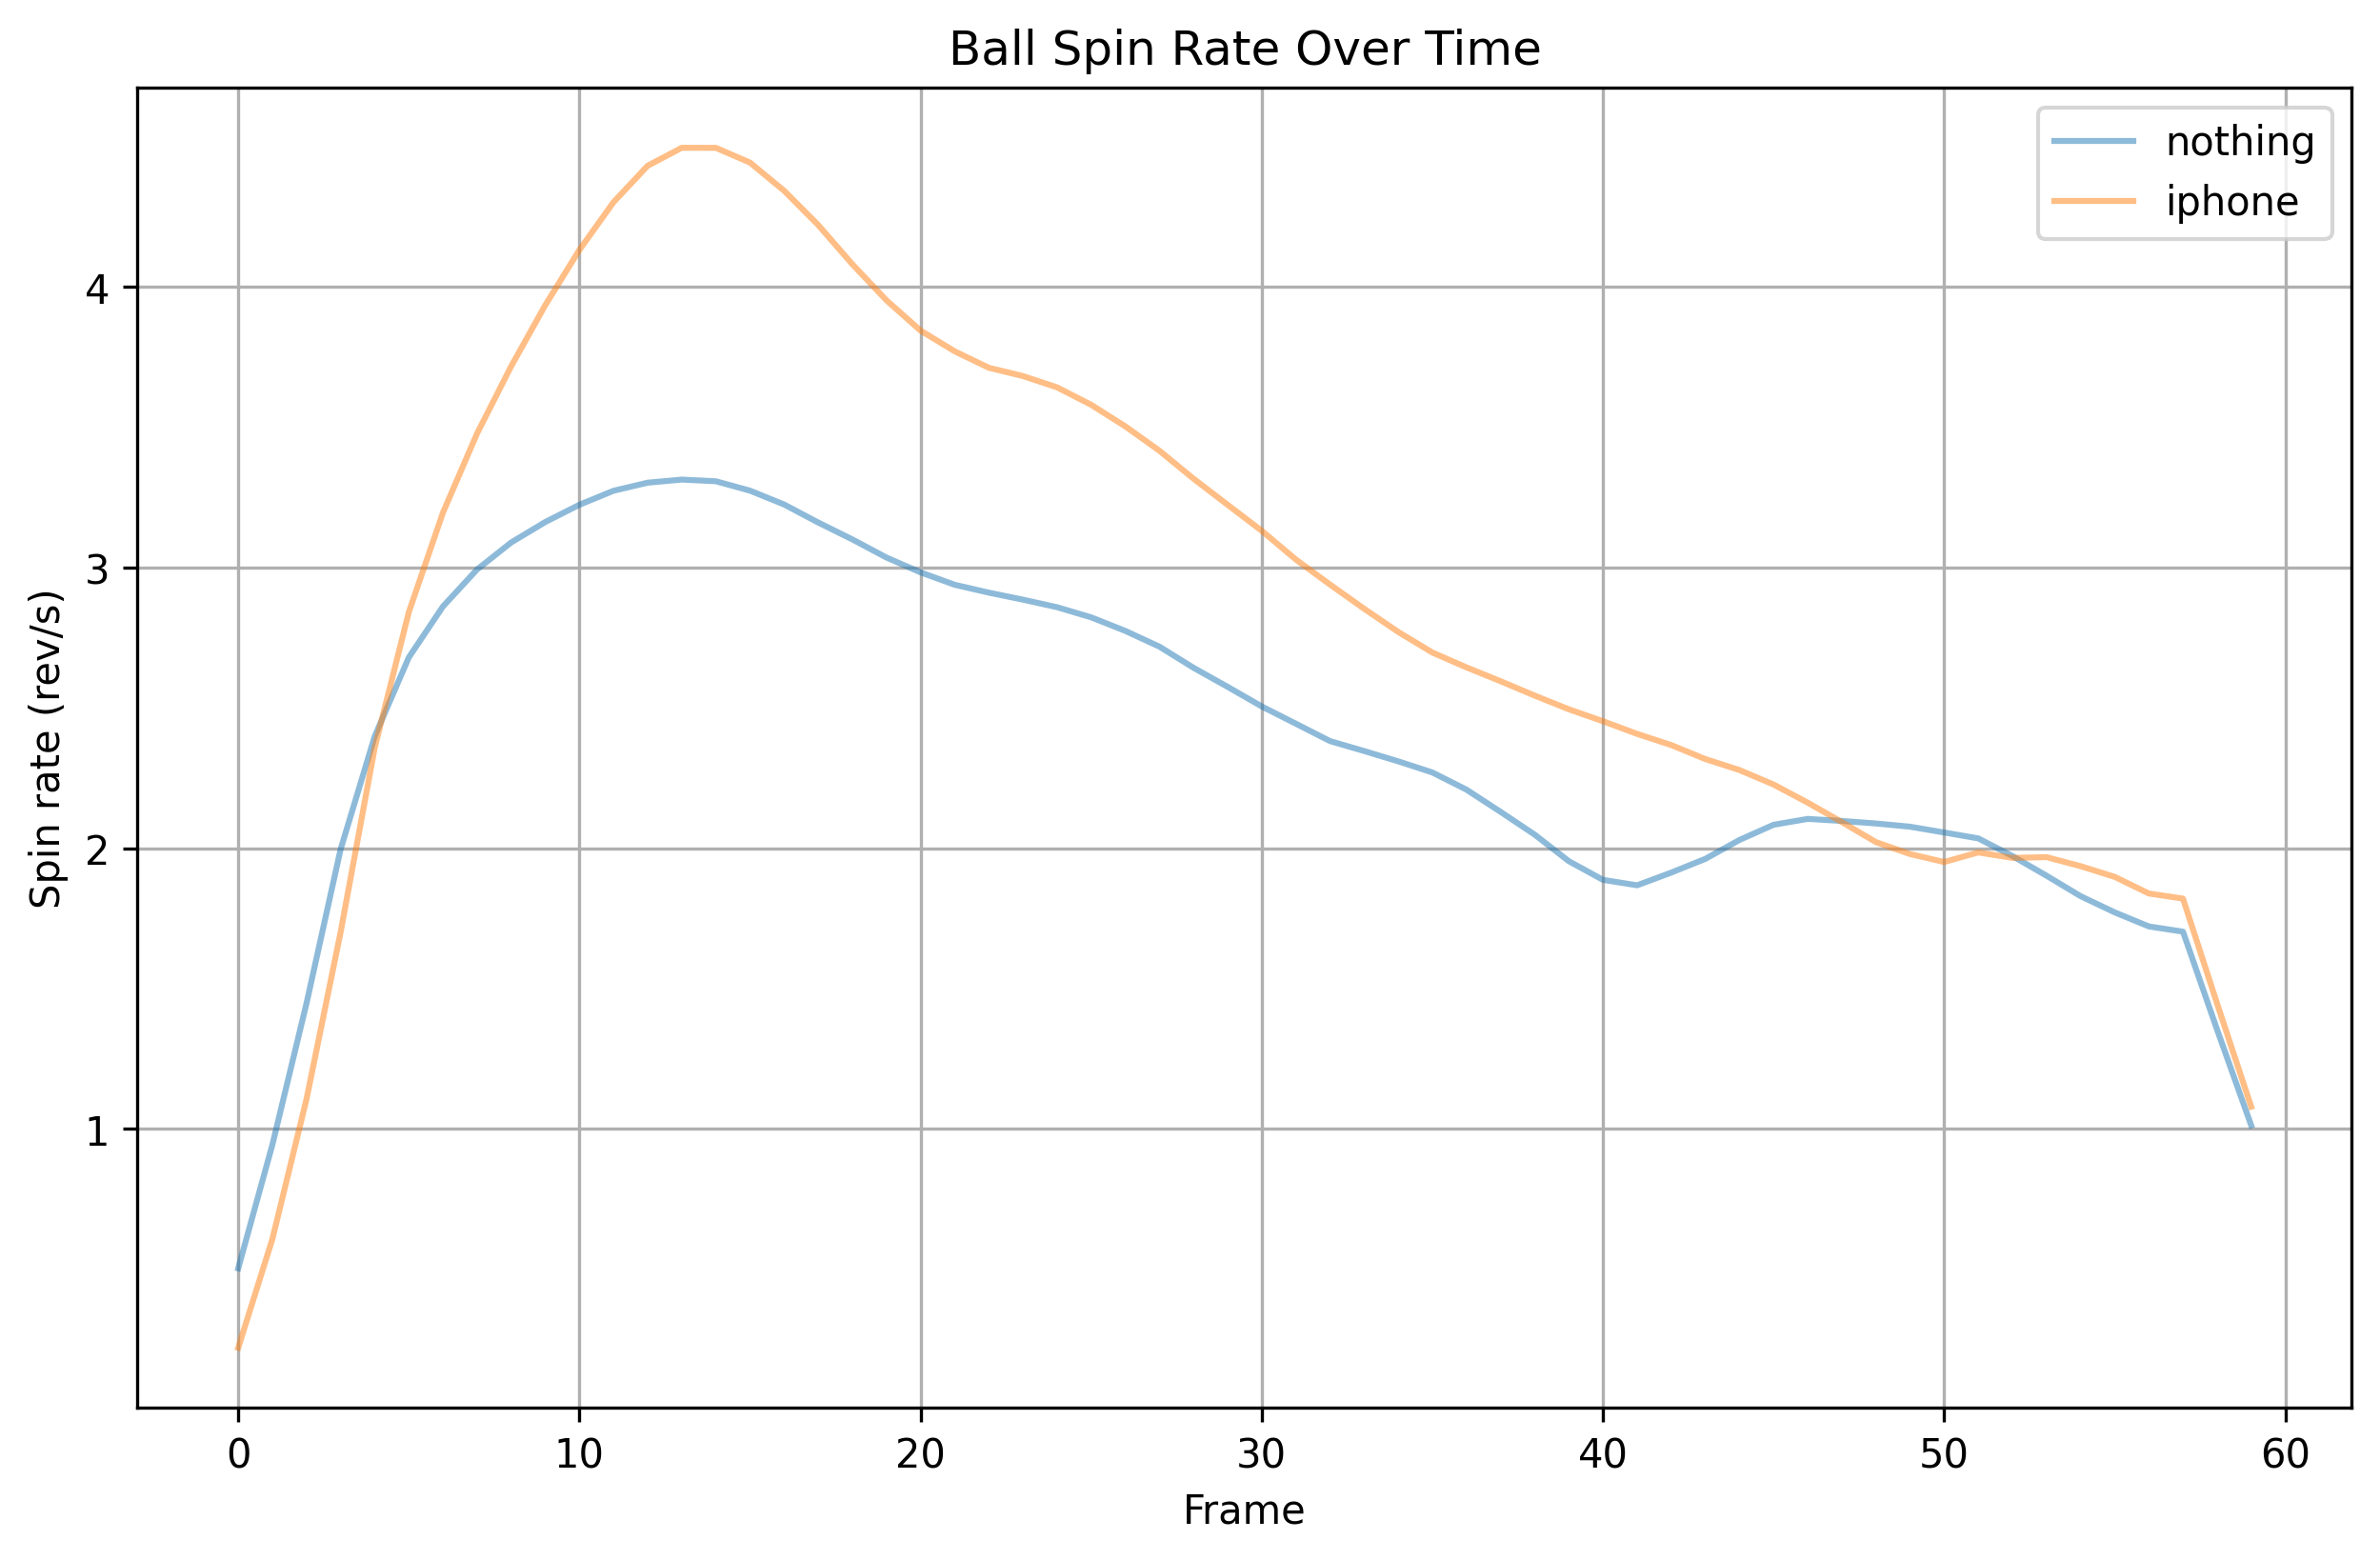 Ball Spin Rate Over Time
nothing
iphone
4
3
2
1
Spin rate (rev/s)
0 10 20 30 40 50 60
Frame